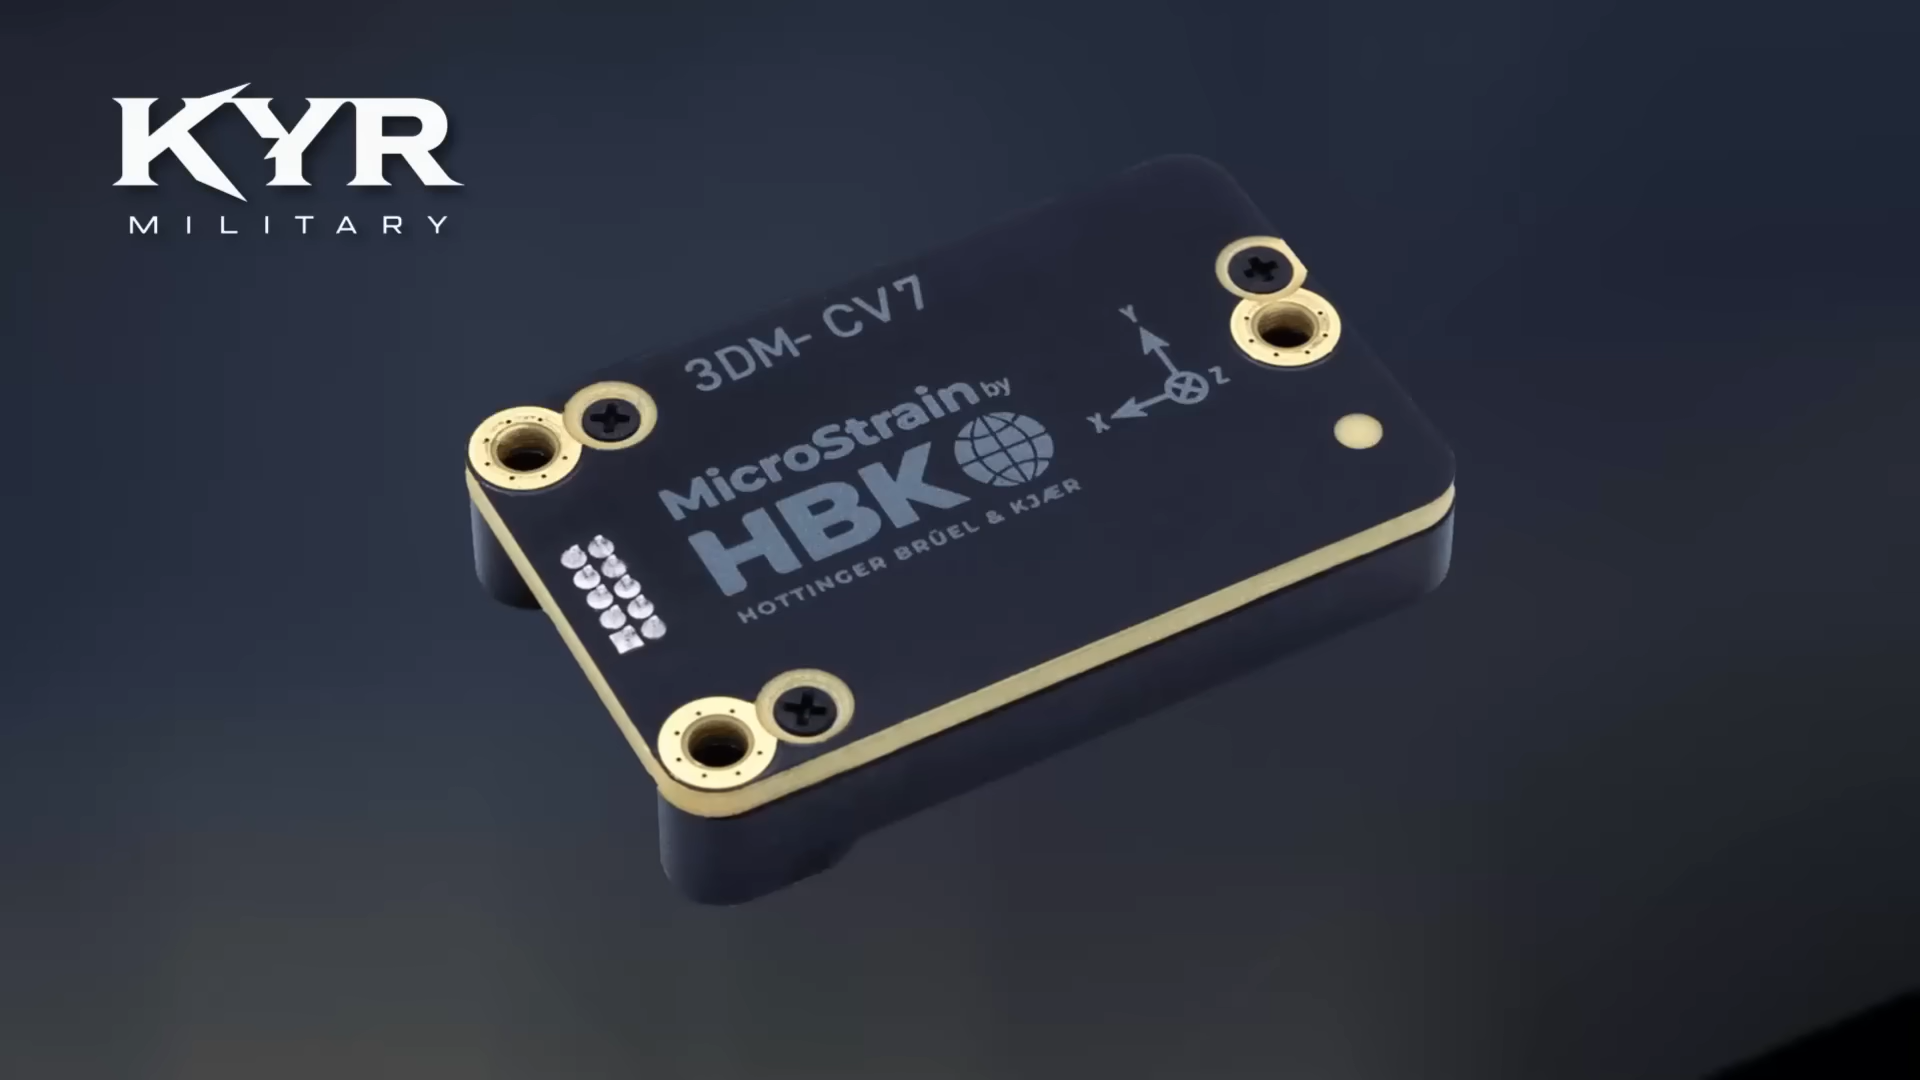 KYR
MILITARY
3DM-CV7
MicroStrain by
HBK
HOTTINGER BRÜEL & KJÆR
Y
X
Z